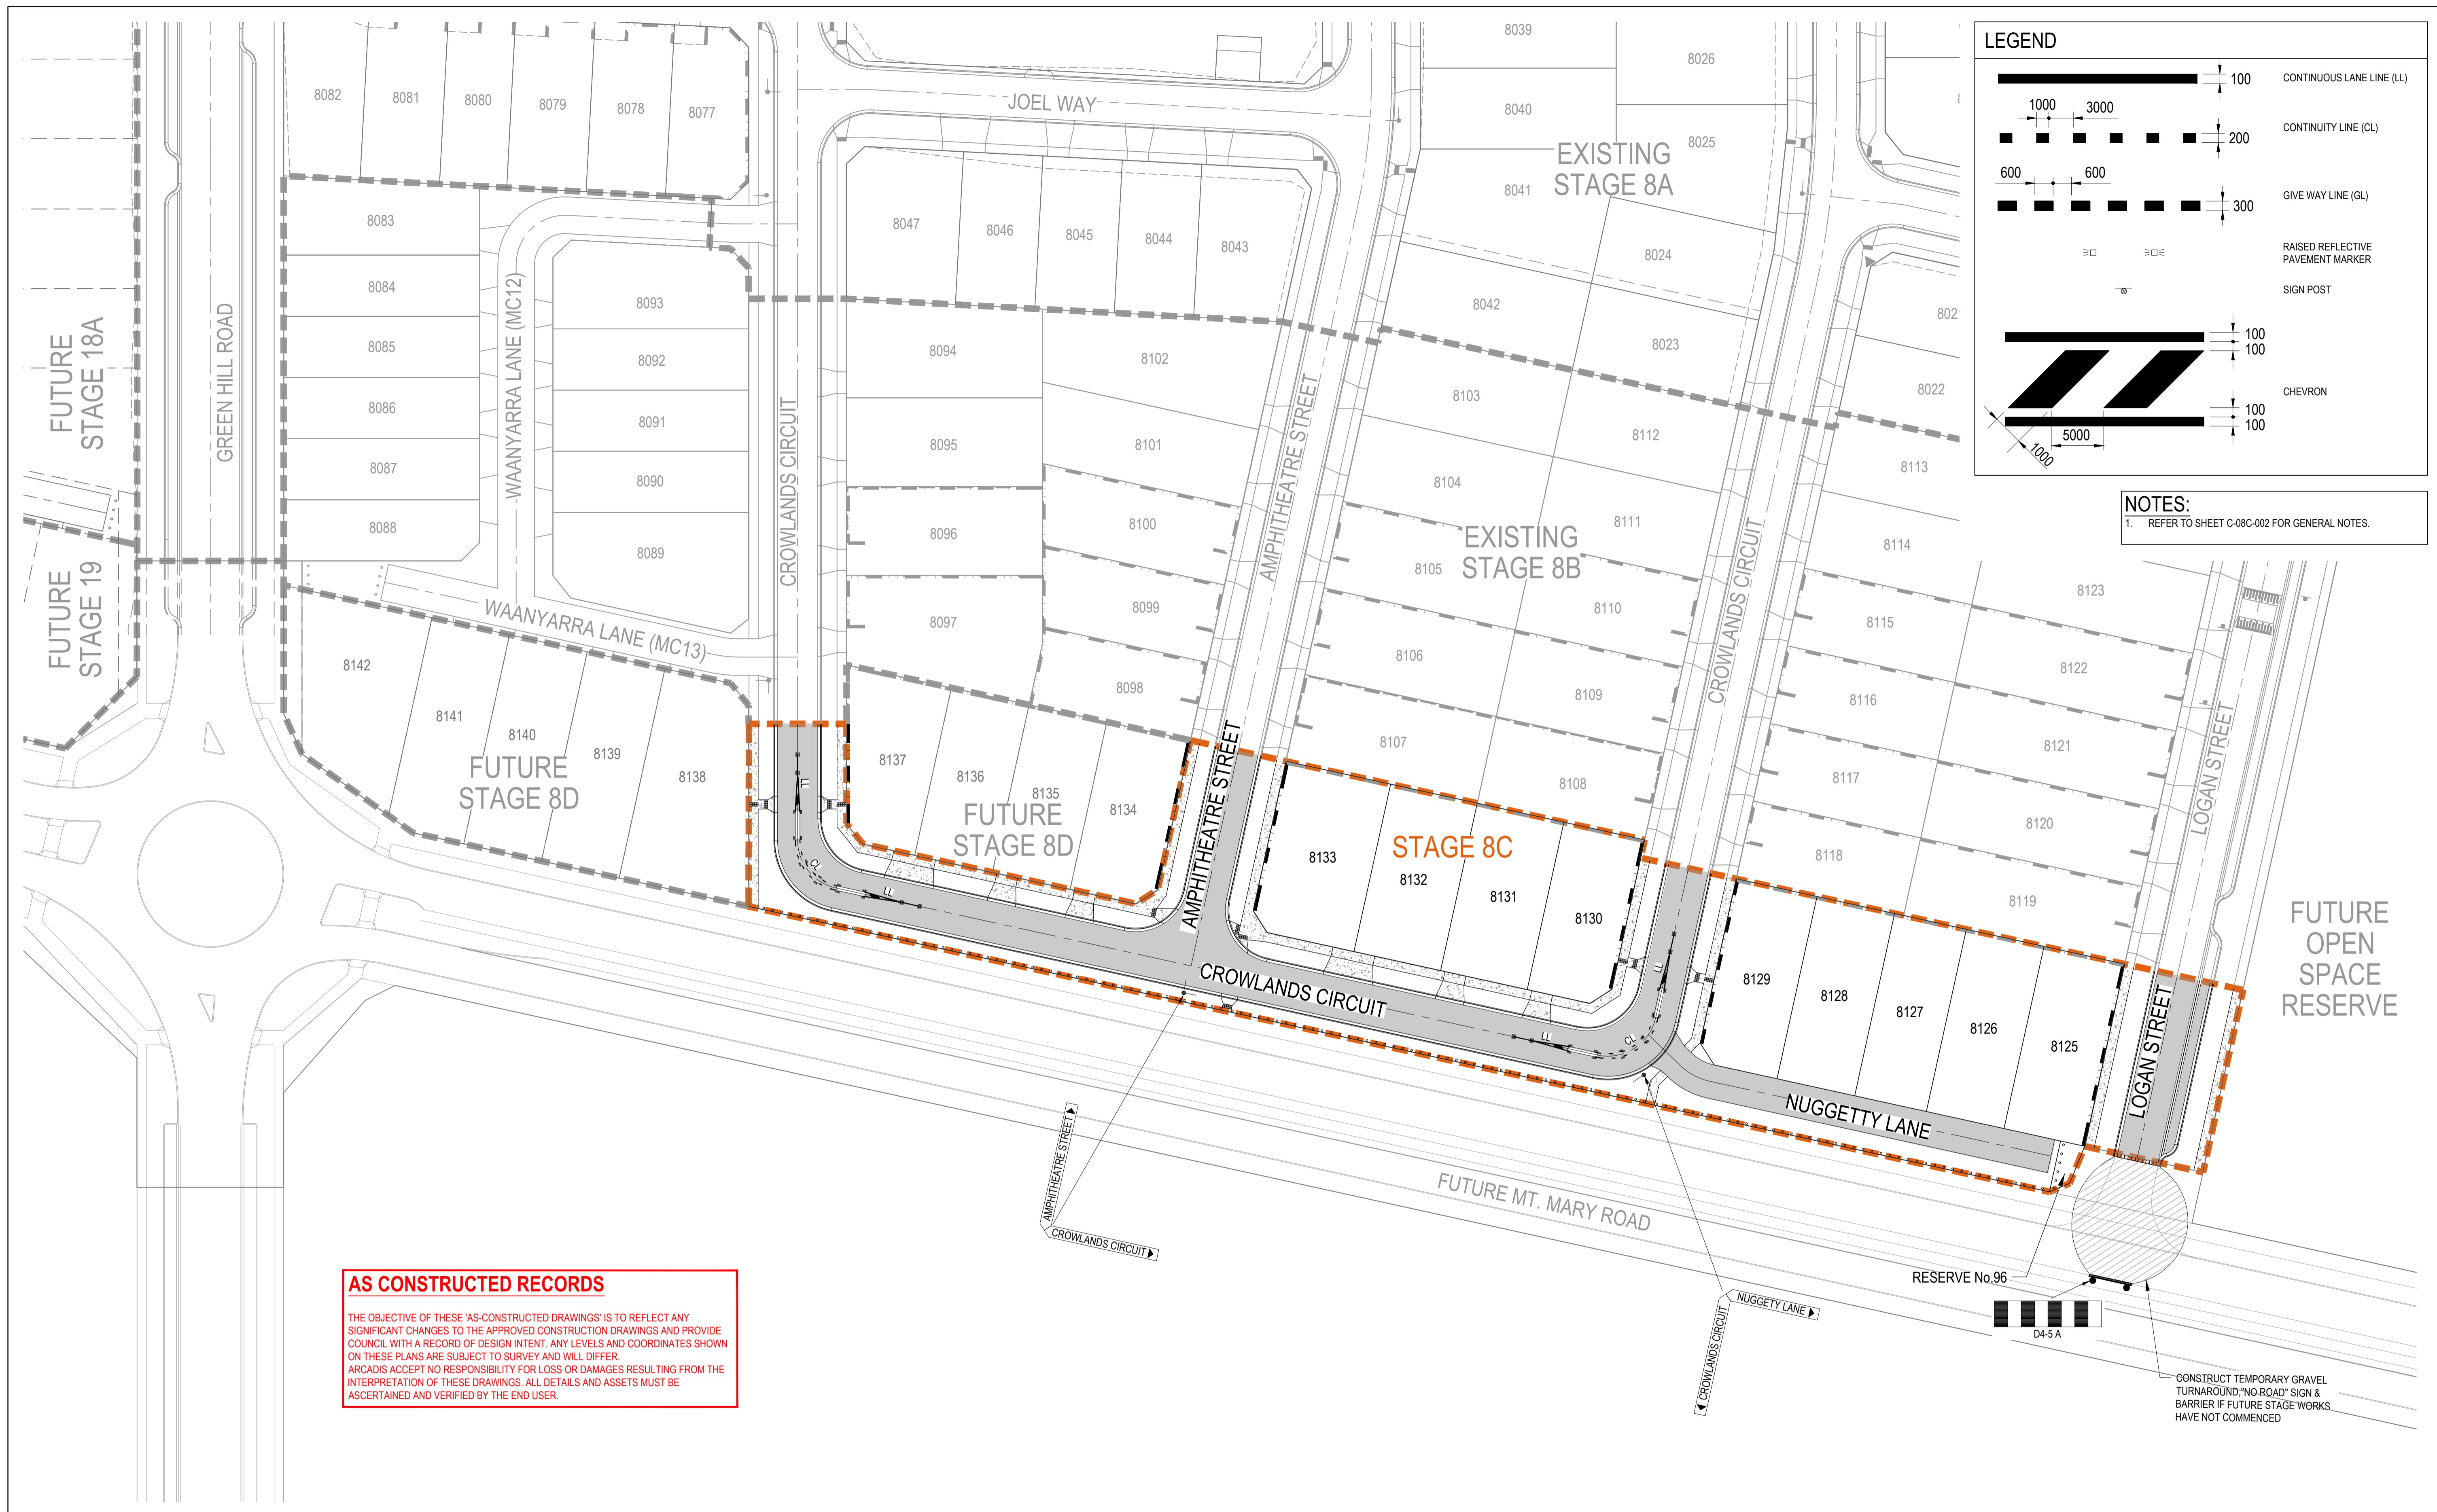 LEGEND
100
CONTINUOUS LANE LINE (LL)
1000
3000
200
CONTINUITY LINE (CL)
600
600
300
GIVE WAY LINE (GL)
RAISED REFLECTIVE
PAVEMENT MARKER
SIGN POST
100
100
CHEVRON
100
100
5000
1000
NOTES:
1. REFER TO SHEET C-08C-002 FOR GENERAL NOTES.
8082
8081
8080
8079
8078
8077
JOEL WAY
8039
8026
8040
8025
8041
EXISTING
STAGE 8A
8083
8084
8085
8086
8087
8088
8093
8092
8091
8090
8089
8047
8046
8045
8044
8043
8024
8042
8023
802
8022
FUTURE
STAGE 18A
GREEN HILL ROAD
WAANYARRA LANE (MC12)
CROWLANDS CIRCUIT
AMPHITHEATRE STREET
8094
8102
8095
8101
8096
8100
8097
8099
8098
8103
8112
8104
8111
EXISTING
STAGE 8B
8105
8110
8106
8109
8107
8108
CROWLANDS CIRCUIT
8113
8114
8123
8115
8122
8116
8121
8117
8120
8118
8119
LOGAN STREET
FUTURE
STAGE 19
WAANYARRA LANE (MC13)
8142
8141
8140
8139
8138
FUTURE
STAGE 8D
8137
8136
8135
8134
FUTURE
STAGE 8D
AMPHITHEATRE STREET
STAGE 8C
8133
8132
8131
8130
8129
8128
8127
8126
8125
LL
CL
LL
LL
CL
LL
CROWLANDS CIRCUIT
NUGGETTY LANE
LOGAN STREET
FUTURE
OPEN
SPACE
RESERVE
FUTURE MT. MARY ROAD
AMPHITHEATRE STREET
CROWLANDS CIRCUIT
NUGGETY LANE
CROWLANDS CIRCUIT
RESERVE No.96
D4-5 A
CONSTRUCT TEMPORARY GRAVEL
TURNAROUND,"NO ROAD" SIGN &
BARRIER IF FUTURE STAGE WORKS
HAVE NOT COMMENCED
AS CONSTRUCTED RECORDS
THE OBJECTIVE OF THESE 'AS-CONSTRUCTED DRAWINGS' IS TO REFLECT ANY
SIGNIFICANT CHANGES TO THE APPROVED CONSTRUCTION DRAWINGS AND PROVIDE
COUNCIL WITH A RECORD OF DESIGN INTENT. ANY LEVELS AND COORDINATES SHOWN
ON THESE PLANS ARE SUBJECT TO SURVEY AND WILL DIFFER.
ARCADIS ACCEPT NO RESPONSIBILITY FOR LOSS OR DAMAGES RESULTING FROM THE
INTERPRETATION OF THESE DRAWINGS. ALL DETAILS AND ASSETS MUST BE
ASCERTAINED AND VERIFIED BY THE END USER.